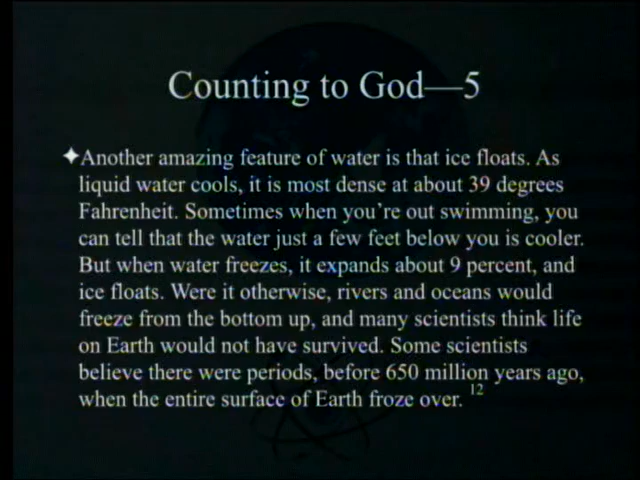 Counting to God—5
✦Another amazing feature of water is that ice floats. As
liquid water cools, it is most dense at about 39 degrees
Fahrenheit. Sometimes when you’re out swimming, you
can tell that the water just a few feet below you is cooler.
But when water freezes, it expands about 9 percent, and
ice floats. Were it otherwise, rivers and oceans would
freeze from the bottom up, and many scientists think life
on Earth would not have survived. Some scientists
believe there were periods, before 650 million years ago,
when the entire surface of Earth froze over. 12